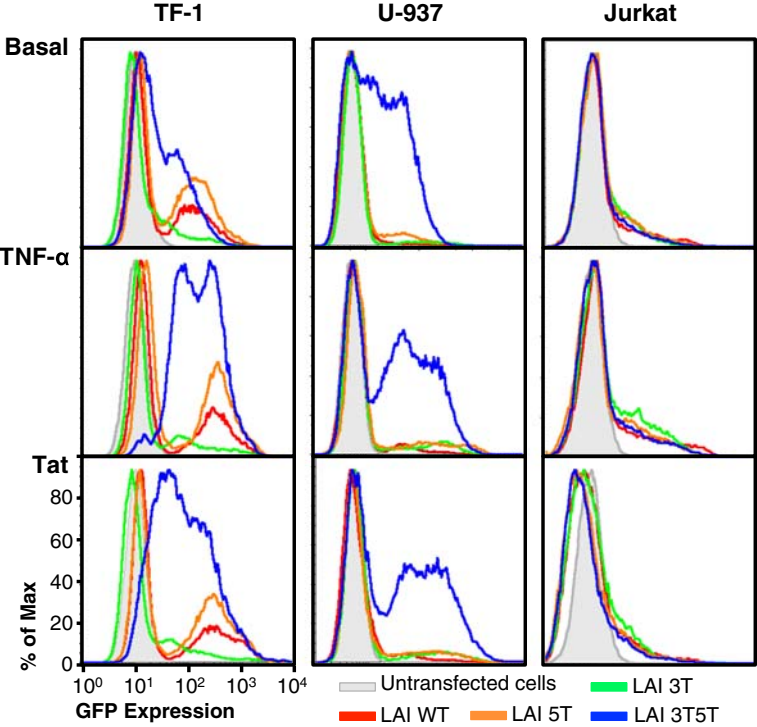 TF-1 U-937 Jurkat
Basal
TNF-α
Tat
80
60
40
20
0
% of Max
10⁰ 10¹ 10² 10³ 10⁴
GFP Expression
Untransfected cells LAI 3T
LAI WT LAI 5T LAI 3T5T